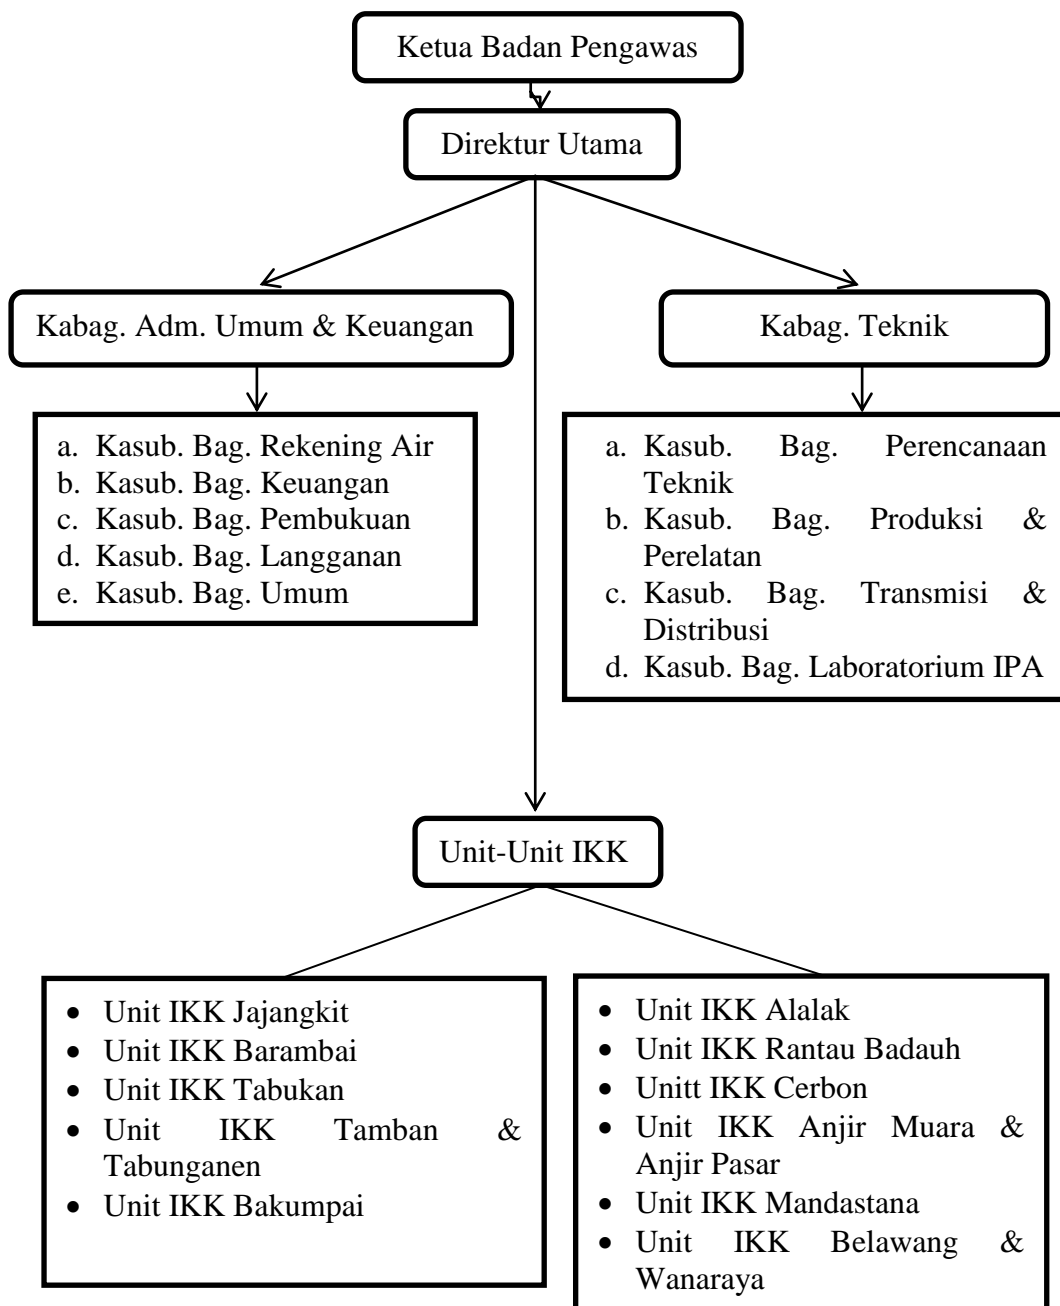 Ketua Badan Pengawas
Direktur Utama
Kabag. Adm. Umum & Keuangan
Kabag. Teknik
a. Kasub. Bag. Rekening Air
b. Kasub. Bag. Keuangan
c. Kasub. Bag. Pembukuan
d. Kasub. Bag. Langganan
e. Kasub. Bag. Umum
a. Kasub. Bag. Perencanaan
Teknik
b. Kasub. Bag. Produksi &
Perelatan
c. Kasub. Bag. Transmisi &
Distribusi
d. Kasub. Bag. Laboratorium IPA
Unit-Unit IKK
• Unit IKK Jajangkit
• Unit IKK Barambai
• Unit IKK Tabukan
• Unit IKK Tamban &
Tabunganen
• Unit IKK Bakumpai
• Unit IKK Alalak
• Unit IKK Rantau Badauh
• Unitt IKK Cerbon
• Unit IKK Anjir Muara &
Anjir Pasar
• Unit IKK Mandastana
• Unit IKK Belawang &
Wanaraya